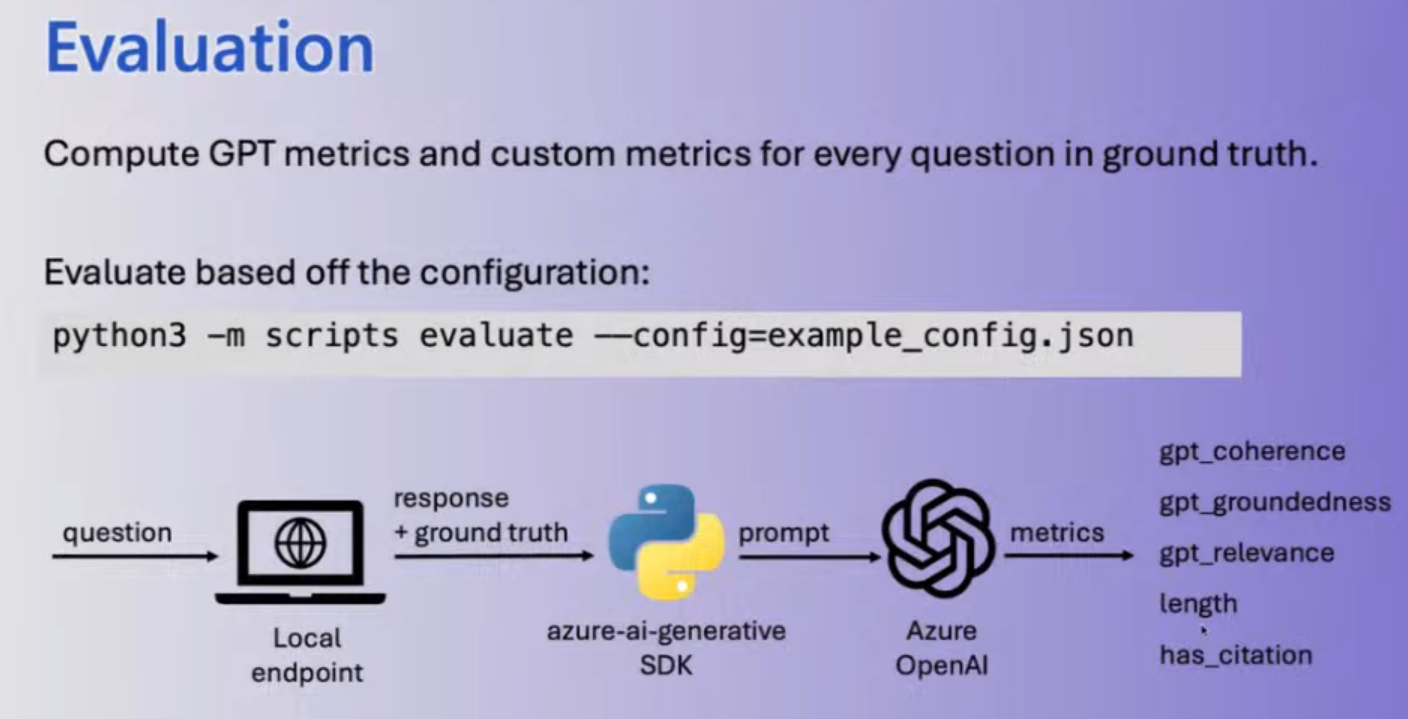 Evaluation
Compute GPT metrics and custom metrics for every question in ground truth.
Evaluate based off the configuration:
python3 -m scripts evaluate --config=example_config.json
question
Local
endpoint
response
+ ground truth
azure-ai-generative
SDK
prompt
Azure
OpenAI
metrics
gpt_coherence
gpt_groundedness
gpt_relevance
length
has_citation